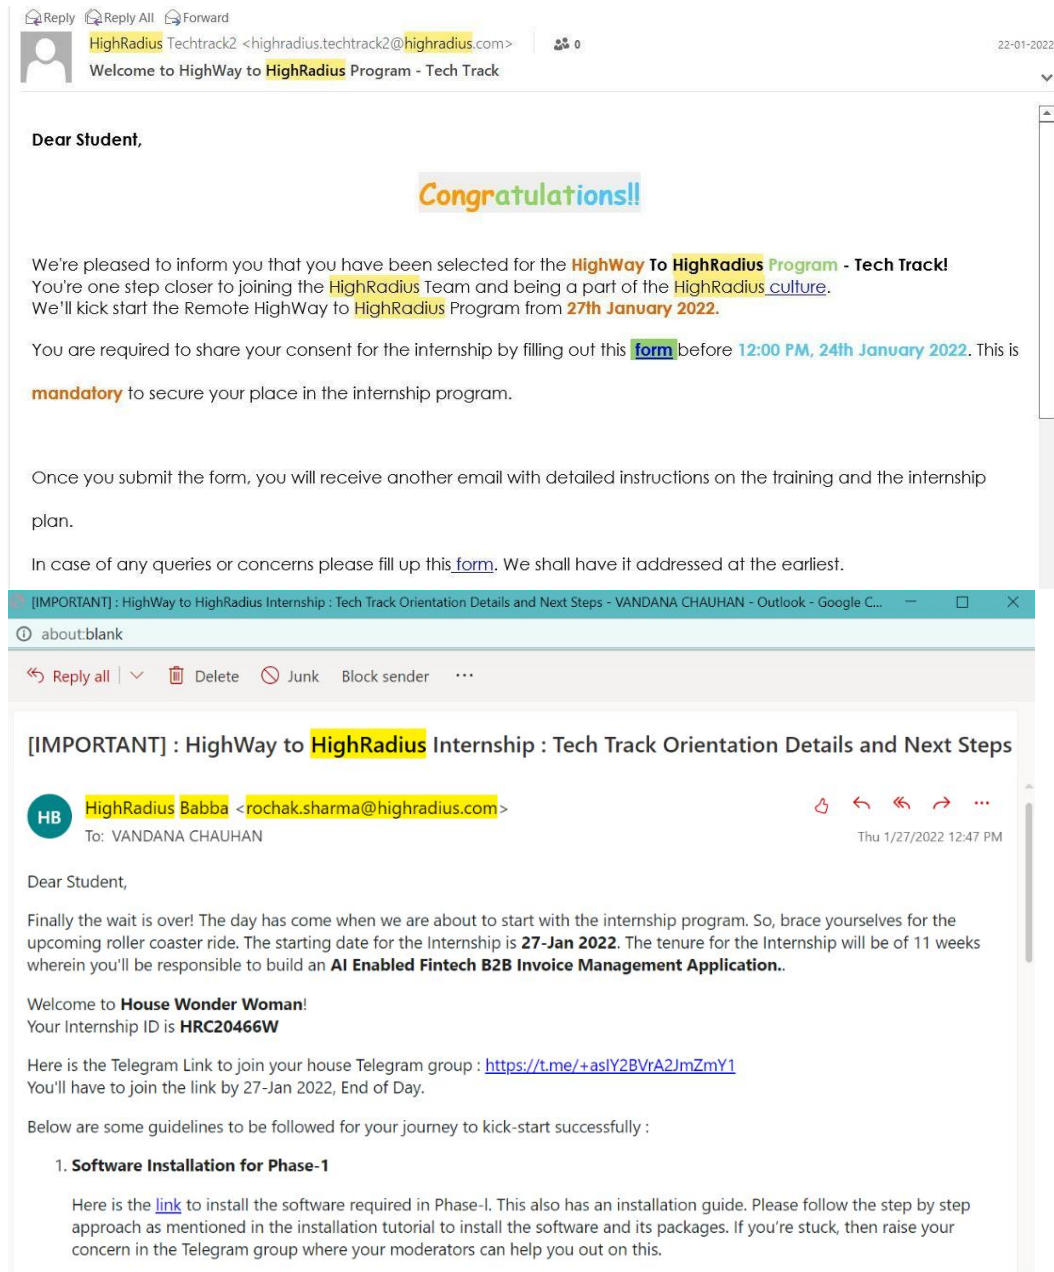 Reply Reply All Forward
HighRadius Techtrack2 <highradius.techtrack2@highradius.com> 0 22-01-2022
Welcome to HighWay to HighRadius Program - Tech Track
Dear Student,
Congratulations!!
We're pleased to inform you that you have been selected for the HighWay To HighRadius Program - Tech Track!
You're one step closer to joining the HighRadius Team and being a part of the HighRadius culture.
We'll kick start the Remote HighWay to HighRadius Program from 27th January 2022.
You are required to share your consent for the internship by filling out this form before 12:00 PM, 24th January 2022. This is
mandatory to secure your place in the internship program.
Once you submit the form, you will receive another email with detailed instructions on the training and the internship
plan.
In case of any queries or concerns please fill up this form. We shall have it addressed at the earliest.
[IMPORTANT] : HighWay to HighRadius Internship : Tech Track Orientation Details and Next Steps - VANDANA CHAUHAN - Outlook - Google C...
about:blank
Reply all Delete Junk Block sender ...
[IMPORTANT] : HighWay to HighRadius Internship : Tech Track Orientation Details and Next Steps
HB
HighRadius Babba <rochak.sharma@highradius.com>
To: VANDANA CHAUHAN Thu 1/27/2022 12:47 PM
Dear Student,
Finally the wait is over! The day has come when we are about to start with the internship program. So, brace yourselves for the
upcoming roller coaster ride. The starting date for the Internship is 27-Jan 2022. The tenure for the Internship will be of 11 weeks
wherein you'll be responsible to build an AI Enabled Fintech B2B Invoice Management Application..
Welcome to House Wonder Woman!
Your Internship ID is HRC20466W
Here is the Telegram Link to join your house Telegram group : https://t.me/+asIY2BVrA2JmZmY1
You'll have to join the link by 27-Jan 2022, End of Day.
Below are some guidelines to be followed for your journey to kick-start successfully :
1. Software Installation for Phase-1
Here is the link to install the software required in Phase-I. This also has an installation guide. Please follow the step by step
approach as mentioned in the installation tutorial to install the software and its packages. If you're stuck, then raise your
concern in the Telegram group where your moderators can help you out on this.